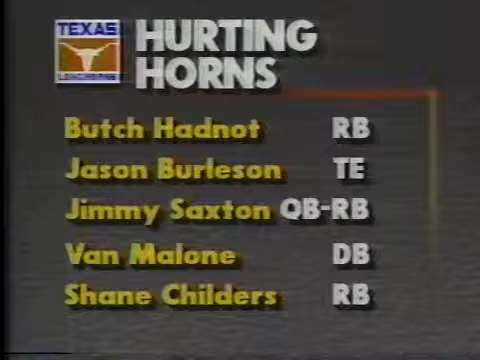 TEXAS
LONGHORNS
HURTING
HORNS
Butch Hadnot RB
Jason Burleson TE
Jimmy Saxton QB-RB
Van Malone DB
Shane Childers RB